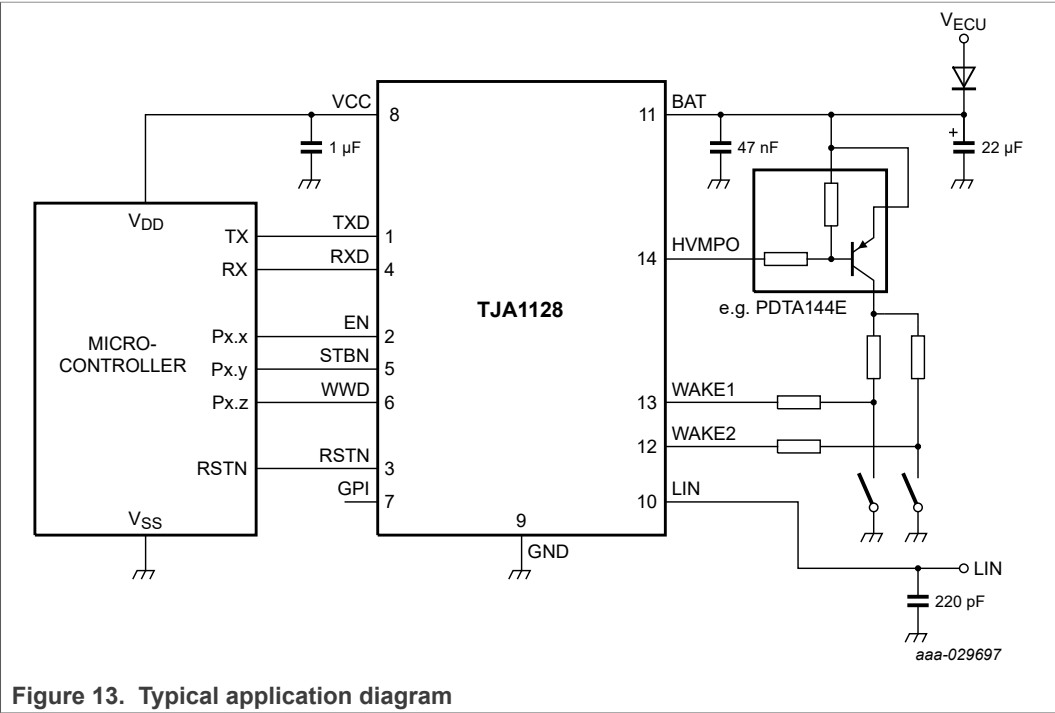 VECU
VCC
8
11
BAT
1 µF
47 nF
+
22 µF
VDD
TX
TXD
1
RX
RXD
4
14
HVMPO
e.g. PDTA144E
TJA1128
MICRO-
CONTROLLER
Px.x
EN
2
Px.y
STBN
5
Px.z
WWD
6
13
WAKE1
12
WAKE2
RSTN
RSTN
3
GPI
7
10
LIN
VSS
9
GND
LIN
220 pF
aaa-029697
Figure 13. Typical application diagram